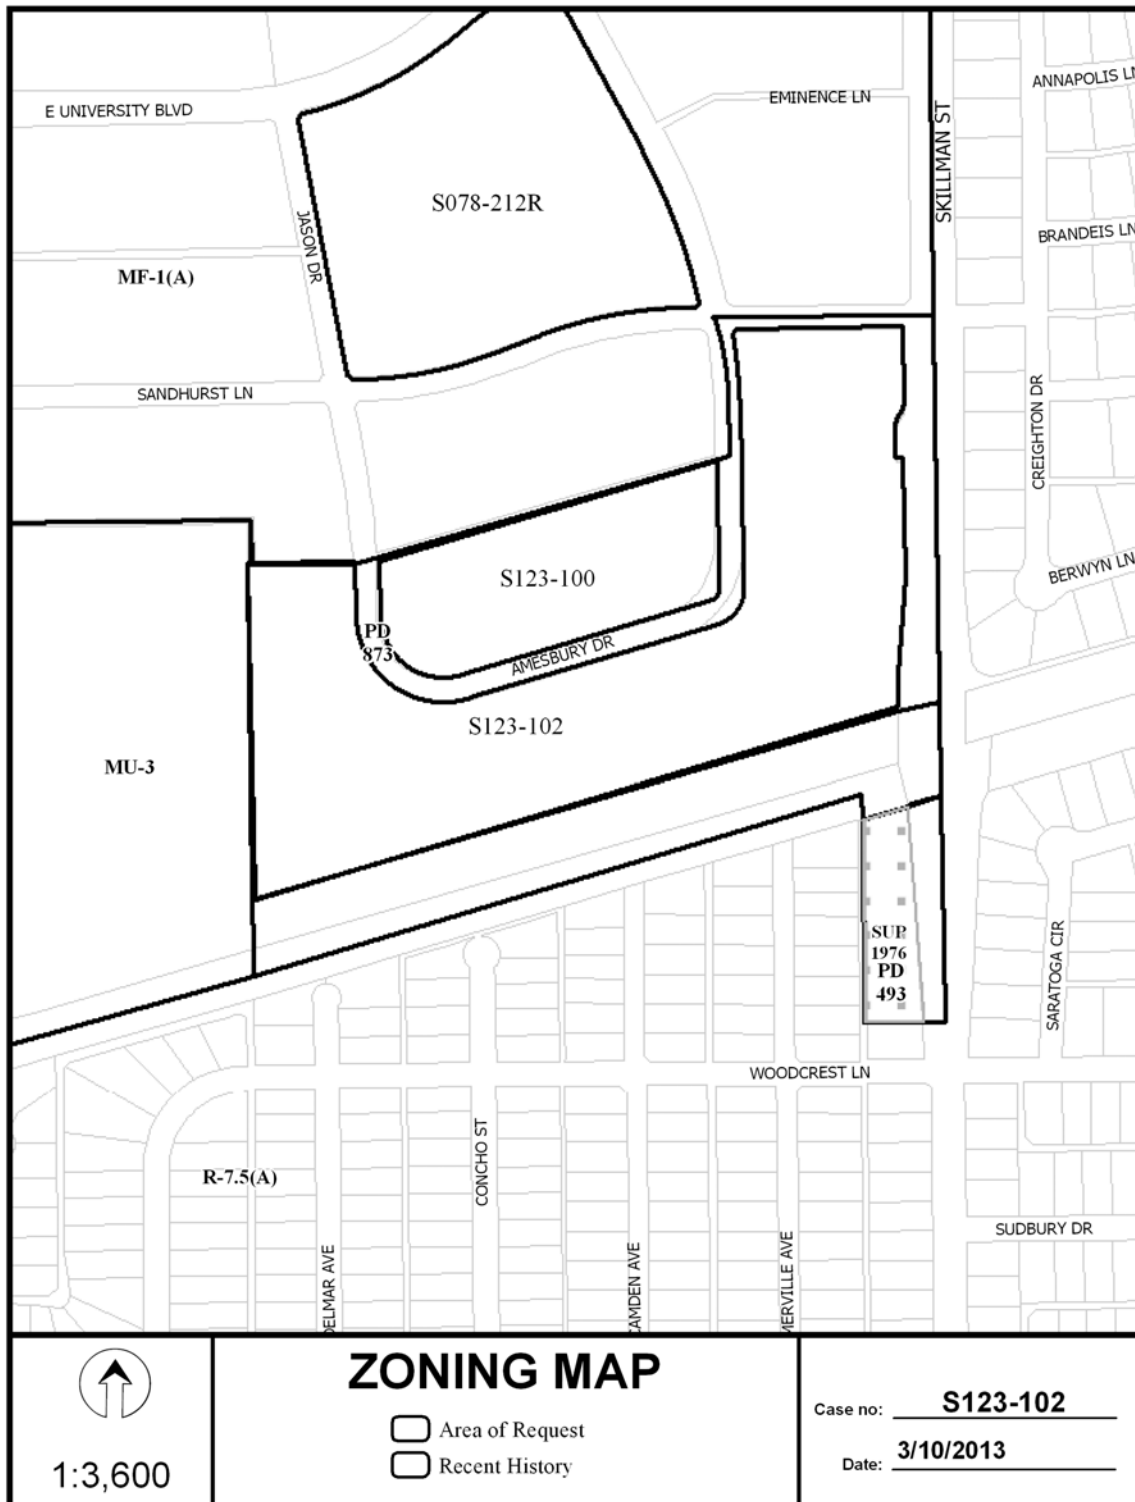 ANNAPOLIS LN
E UNIVERSITY BLVD
EMINENCE LN
SKILLMAN ST
S078-212R
JASON DR
BRANDEIS LN
MF-1(A)
SANDHURST LN
CREIGHTON DR
BERWYN LN
S123-100
PD
873
AMESBURY DR
S123-102
MU-3
SUP
1976
PD
493
SARATOGA CIR
WOODCREST LN
CONCHO ST
R-7.5(A)
SUDBURY DR
DELMAR AVE
CAMDEN AVE
MERVILLE AVE
ZONING MAP
Area of Request
Recent History
1:3,600
Case no: S123-102
Date: 3/10/2013